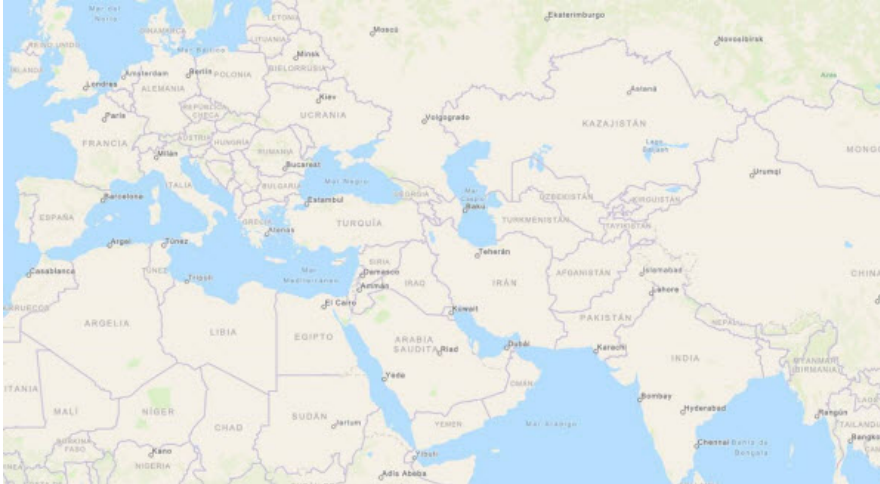 Mar del
Norte
DINAMARCA
LETONIA
LITUANIA
Moscú
Ekaterimburgo
Novosibirsk
REINO UNIDO
IRLANDA
Mar Báltico
Minsk
BIELORRUSIA
Londres
Amsterdam
Berlín
POLONIA
ALEMANIA
Astaná
París
REPÚBLICA
CHECA
Kiev
UCRANIA
Volgogrado
KAZAJISTÁN
FRANCIA
AUSTRIA
HUNGRÍA
Milán
RUMANIA
Bucarest
Lago
MONGO
Urumqi
ITALIA
BULGARIA
Mar Negro
GEORGIA
Mar
Caspio
Barcelona
ESPAÑA
Estambul
Bakú
UZBEKISTÁN
KIRGUISTÁN
TURKMENISTÁN
TAYIKISTÁN
GRECIA
Atenas
TURQUÍA
Argel
Túnez
Teherán
Casablanca
TÚNEZ
Trípoli
Mar
Mediterráneo
SIRIA
Damasco
Ammán
IRAQ
IRÁN
AFGANISTÁN
Islamabad
Lahore
CHINA
MARRUECOS
ARGELIA
LIBIA
El Cairo
EGIPTO
Kuwait
PAKISTÁN
NEPAL
ARABIA
SAUDITA
Riad
Dubái
Karachi
INDIA
MYANMAR
(BIRMANIA)
ITANIA
MALÍ
NÍGER
CHAD
SUDÁN
Jartum
Yeda
OMÁN
YEMEN
Mar Arábigo
Bombay
Hyderabad
Rangún
LAOS
TAILANDIA
Bangkok
BURKINA
FASO
Kano
NIGERIA
Yibuti
Adís Abeba
Chennai
Bahía de
Bengala